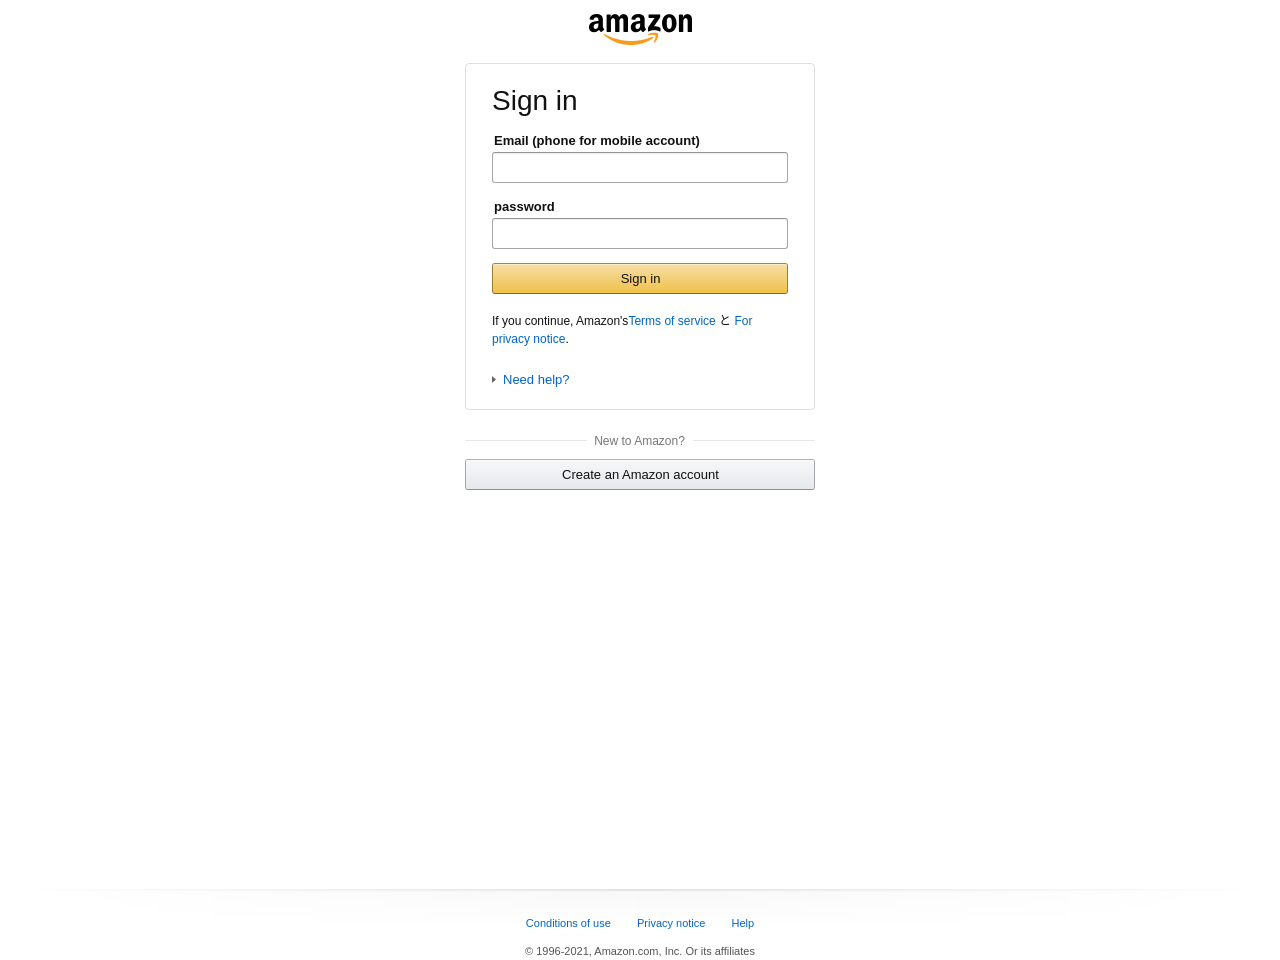 amazon
Sign in
Email (phone for mobile account)
password
Sign in
If you continue, Amazon'sTerms of service と For
privacy notice.
Need help?
New to Amazon?
Create an Amazon account
Conditions of use Privacy notice Help
© 1996-2021, Amazon.com, Inc. Or its affiliates